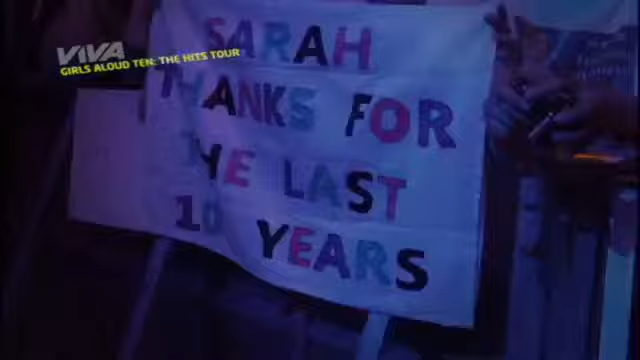 VIVA
GIRLS ALOUD TEN: THE HITS TOUR
SARAH
THANKS FOR
THE LAST
10 YEARS